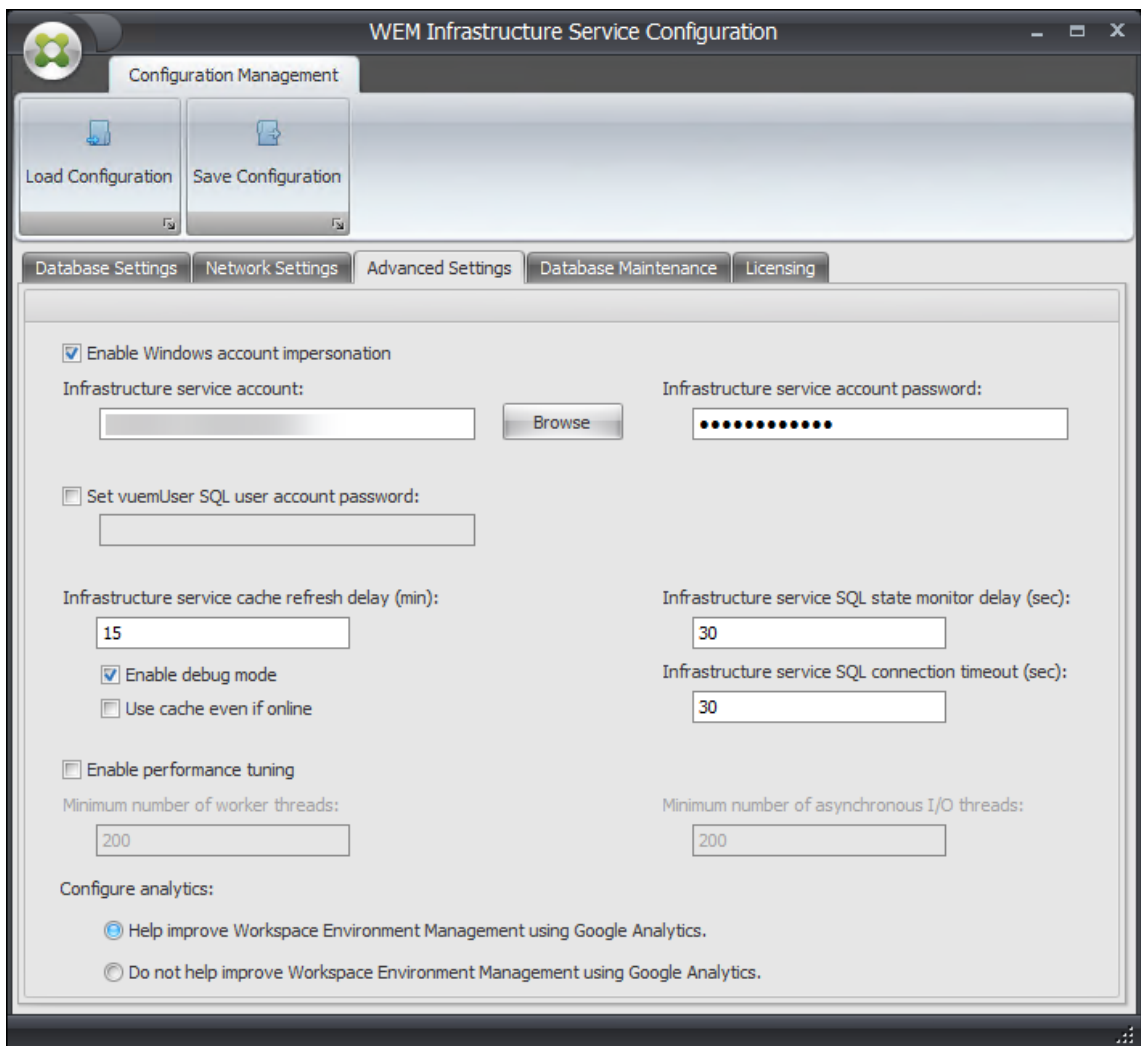 WEM Infrastructure Service Configuration
Configuration Management
Load Configuration
Save Configuration
Database Settings
Network Settings
Advanced Settings
Database Maintenance
Licensing
Enable Windows account impersonation
Infrastructure service account:
Infrastructure service account password:
Browse
●●●●●●●●●●●●
Set vuemUser SQL user account password:
Infrastructure service cache refresh delay (min):
Infrastructure service SQL state monitor delay (sec):
15
30
Enable debug mode
Infrastructure service SQL connection timeout (sec):
Use cache even if online
30
Enable performance tuning
Minimum number of worker threads:
Minimum number of asynchronous I/O threads:
200
200
Configure analytics:
Help improve Workspace Environment Management using Google Analytics.
Do not help improve Workspace Environment Management using Google Analytics.